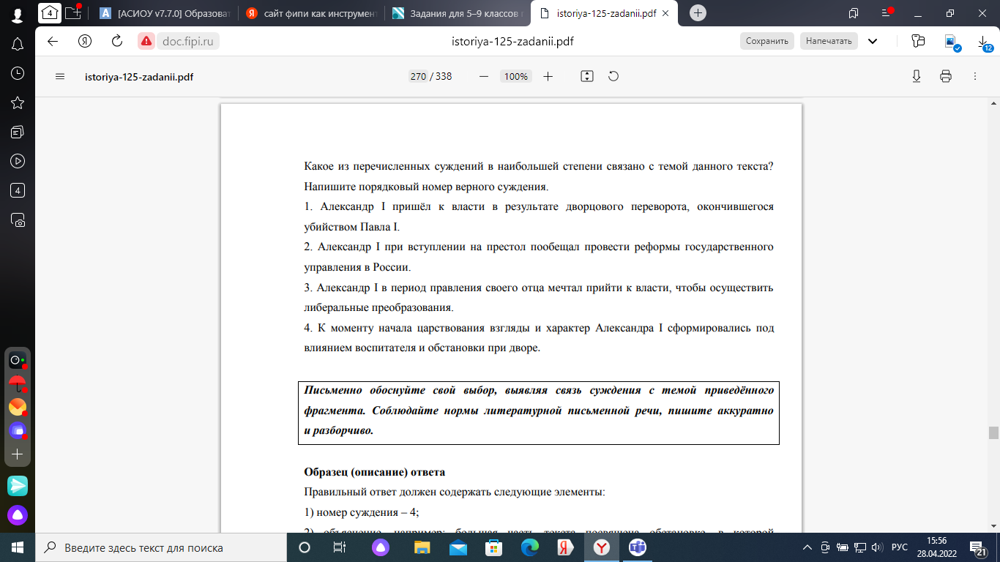 [АСИОУ v7.7.0] Образоват
сайт фипи как инструмент
Задания для 5–9 классов
istoriya-125-zadanii.pdf
doc.fipi.ru
istoriya-125-zadanii.pdf
Сохранить
Напечатать
12
istoriya-125-zadanii.pdf
270 / 338
100%
4
Какое из перечисленных суждений в наибольшей степени связано с темой данного текста?
Напишите порядковый номер верного суждения.
1. Александр I пришёл к власти в результате дворцового переворота, окончившегося
убийством Павла I.
2. Александр I при вступлении на престол пообещал провести реформы государственного
управления в России.
3. Александр I в период правления своего отца мечтал прийти к власти, чтобы осуществить
либеральные преобразования.
4. К моменту начала царствования взгляды и характер Александра I сформировались под
влиянием воспитателя и обстановки при дворе.
Письменно обоснуйте свой выбор, выявляя связь суждения с темой приведённого
фрагмента. Соблюдайте нормы литературной письменной речи, пишите аккуратно
и разборчиво.
Образец (описание) ответа
Правильный ответ должен содержать следующие элементы:
1) номер суждения – 4;
2) объяснение, например: большая часть текста посвящена обстановке, в которой
Введите здесь текст для поиска
РУС
15:56
28.04.2022
21